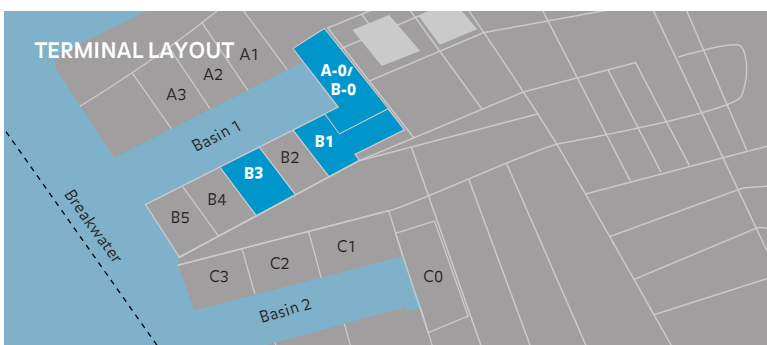 TERMINAL LAYOUT
A1
A2
A3
A-0/
B-0
Basin 1
B1
B2
B3
B4
B5
Breakwater
C1
C2
C3
C0
Basin 2